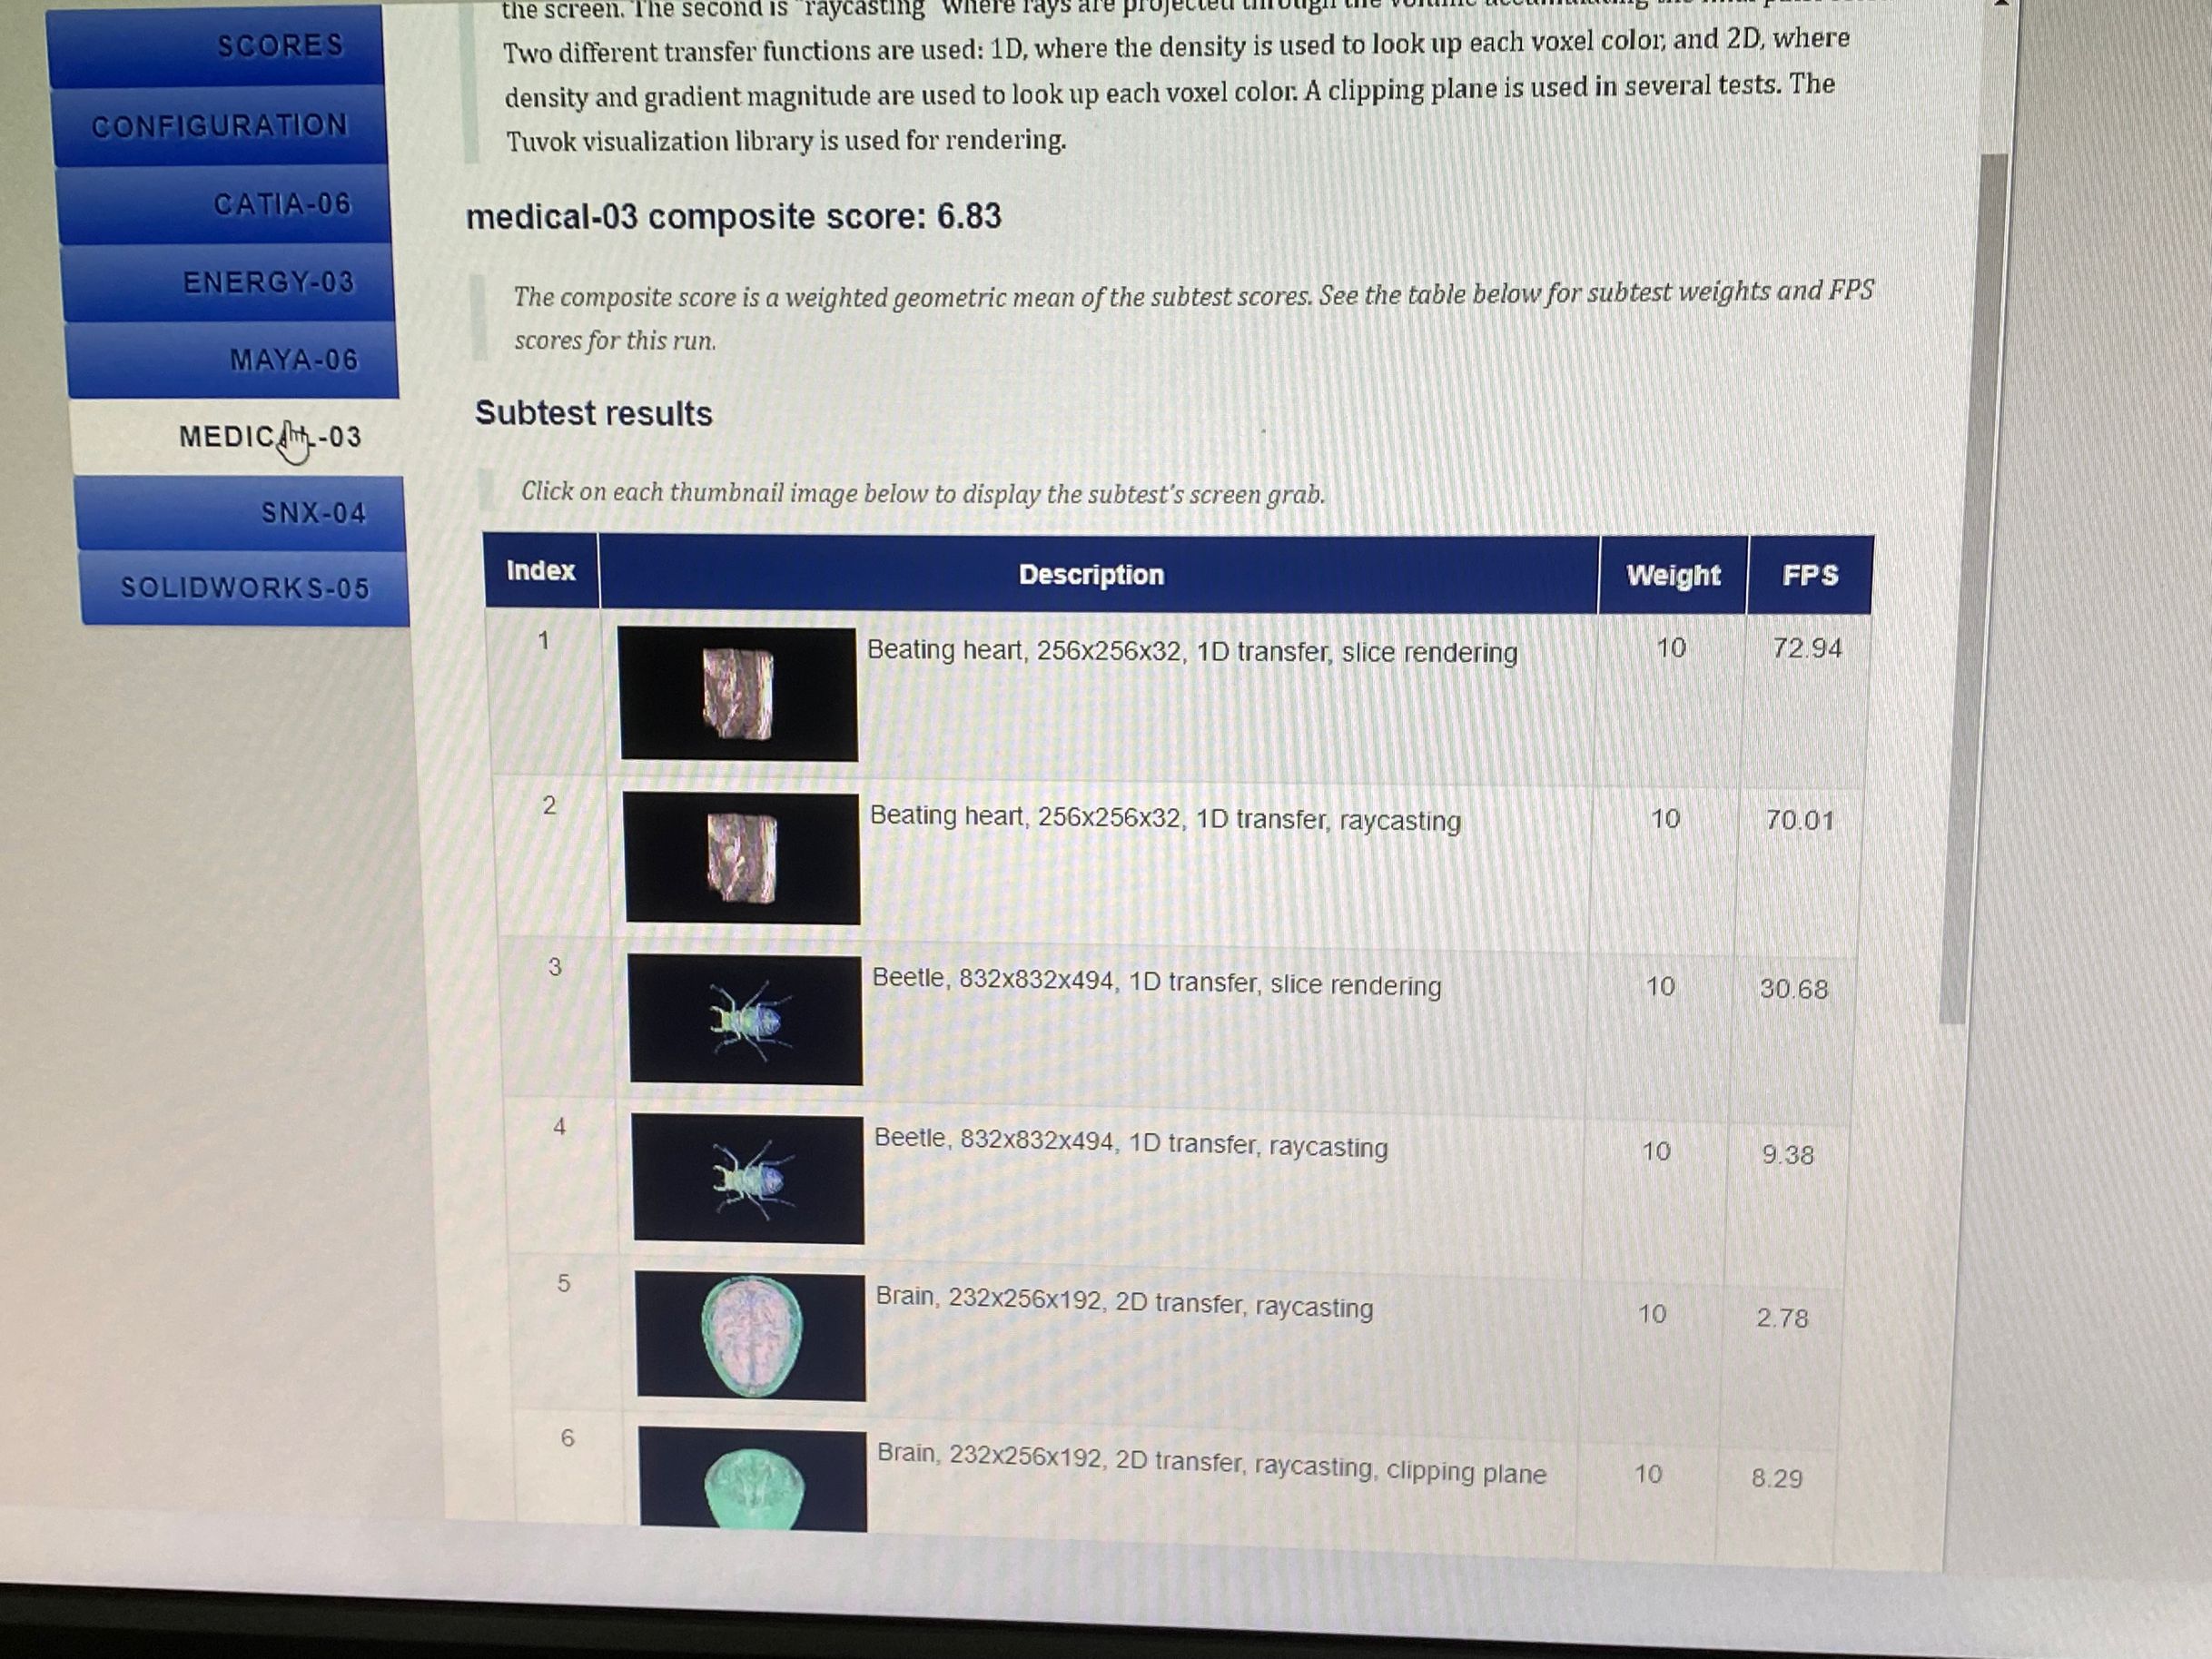 SCORES
CONFIGURATION
CATIA-06
ENERGY-03
MAYA-06
MEDICAL-03
SNX-04
SOLIDWORKS-05
the screen. The second is "raycasting" where rays are projected through the volume accumulating the
Two different transfer functions are used: 1D, where the density is used to look up each voxel color, and 2D, where
density and gradient magnitude are used to look up each voxel color. A clipping plane is used in several tests. The
Tuvok visualization library is used for rendering.
medical-03 composite score: 6.83
The composite score is a weighted geometric mean of the subtest scores. See the table below for subtest weights and FPS
scores for this run.
Subtest results
Click on each thumbnail image below to display the subtest's screen grab.
Index Description Weight FPS
1 Beating heart, 256x256x32, 1D transfer, slice rendering 10 72.94
2 Beating heart, 256x256x32, 1D transfer, raycasting 10 70.01
3 Beetle, 832x832x494, 1D transfer, slice rendering 10 30.68
4 Beetle, 832x832x494, 1D transfer, raycasting 10 9.38
5 Brain, 232x256x192, 2D transfer, raycasting 10 2.78
6 Brain, 232x256x192, 2D transfer, raycasting, clipping plane 10 8.29